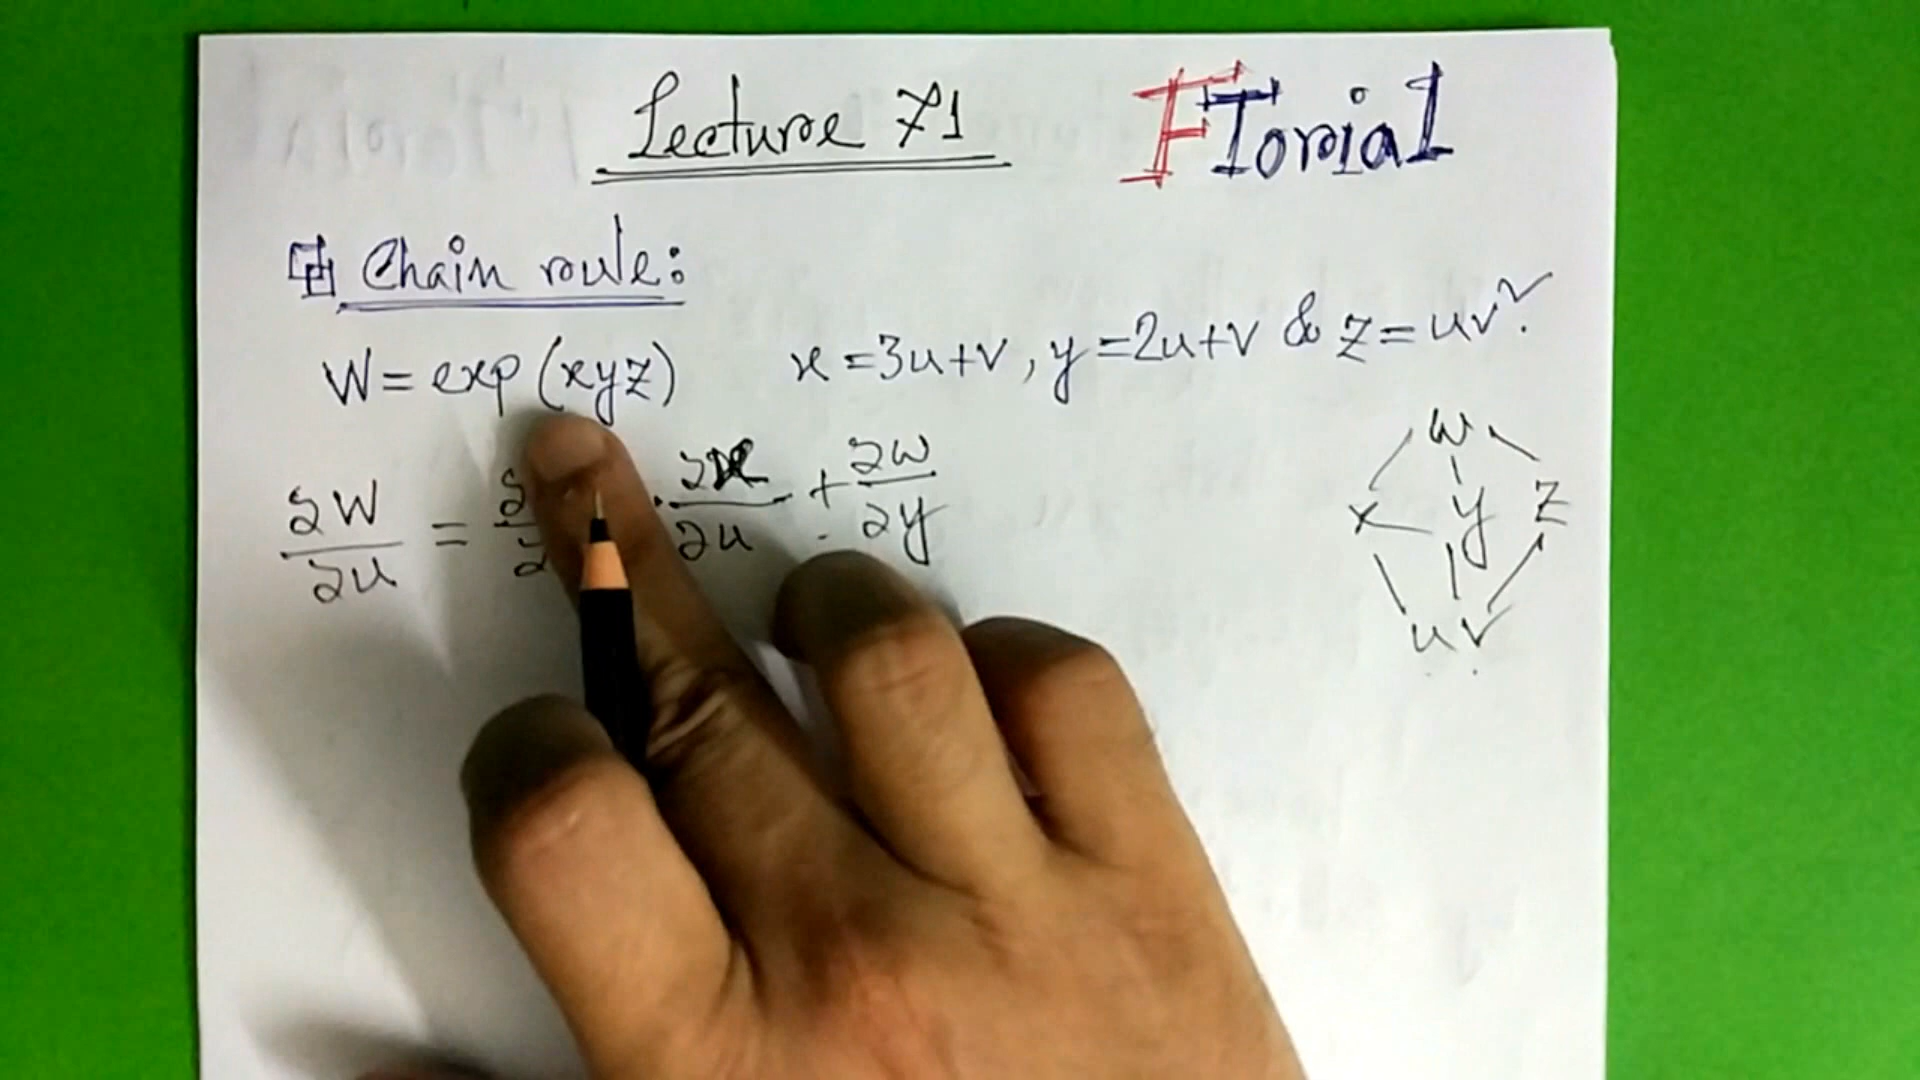 Lecture 71 FTorial
Chain rule:
W = exp (xyz) x = 3u+v, y = 2u+v & z = uv².
∂W/∂u = ∂ /∂ · ∂x/∂u + ∂w/∂y
w
x y z
u v